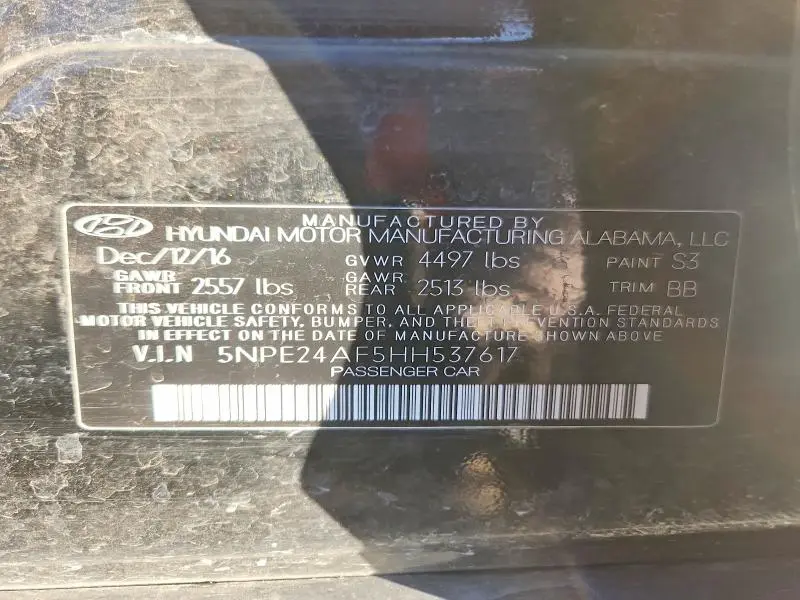 MANUFACTURED BY
HYUNDAI MOTOR MANUFACTURING ALABAMA, LLC
Dec/12/16 GVWR 4497 lbs PAINT S3
GAWR FRONT 2557 lbs GAWR REAR 2513 lbs TRIM BB
THIS VEHICLE CONFORMS TO ALL APPLICABLE U.S.A. FEDERAL
MOTOR VEHICLE SAFETY, BUMPER, AND THEFT PREVENTION STANDARDS
IN EFFECT ON THE DATE OF MANUFACTURE SHOWN ABOVE
V.I.N 5NPE24AF5HH537617
PASSENGER CAR